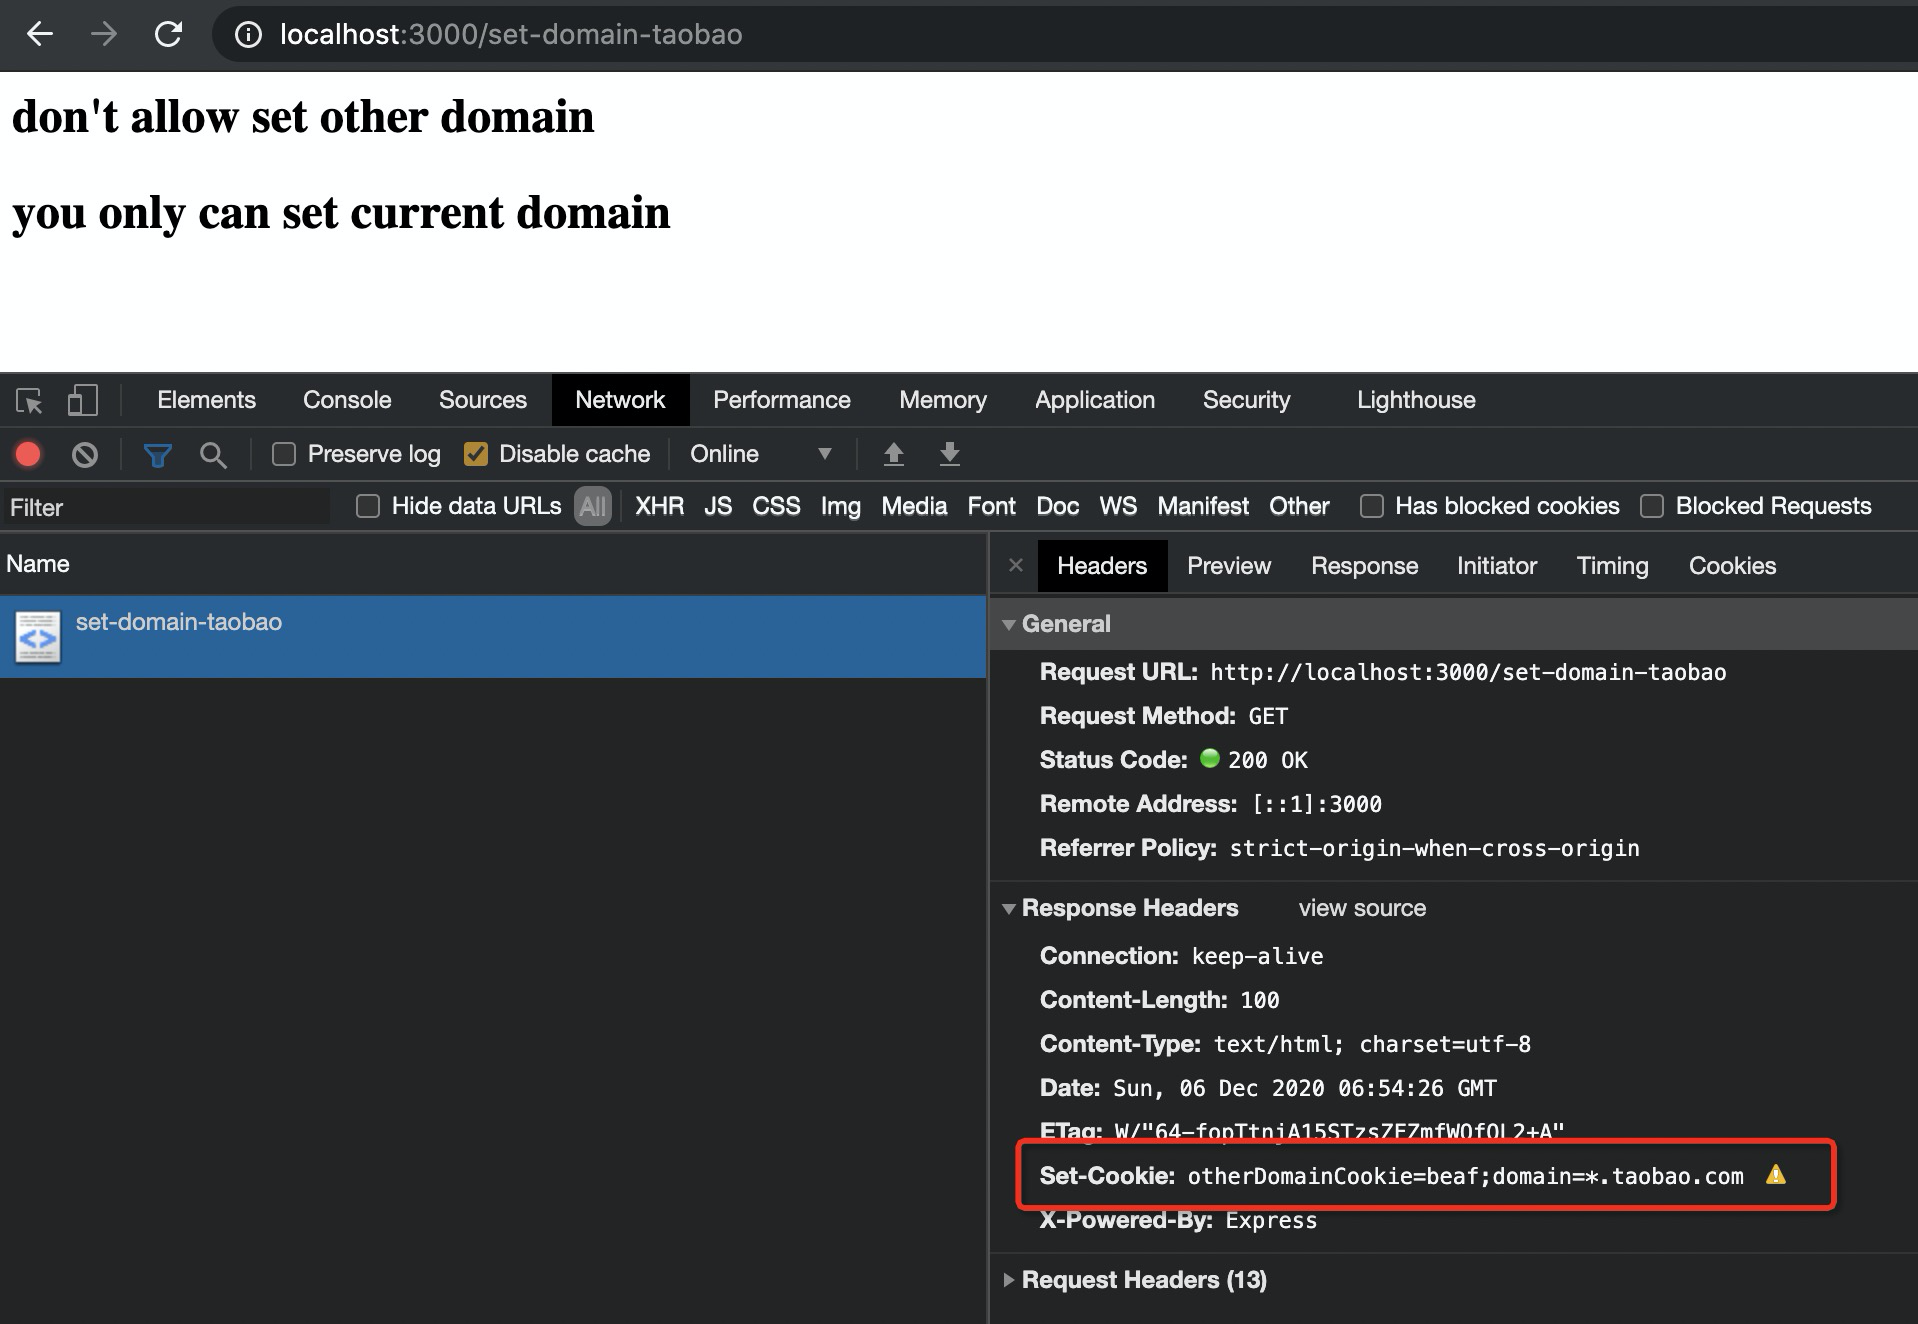 localhost:3000/set-domain-taobao
don't allow set other domain
you only can set current domain
Elements Console Sources Network Performance Memory Application Security Lighthouse
Preserve log Disable cache Online
Filter Hide data URLs All XHR JS CSS Img Media Font Doc WS Manifest Other Has blocked cookies Blocked Requests
Name
set-domain-taobao
× Headers Preview Response Initiator Timing Cookies
General
Request URL: http://localhost:3000/set-domain-taobao
Request Method: GET
Status Code: 200 OK
Remote Address: [::1]:3000
Referrer Policy: strict-origin-when-cross-origin
Response Headers view source
Connection: keep-alive
Content-Length: 100
Content-Type: text/html; charset=utf-8
Date: Sun, 06 Dec 2020 06:54:26 GMT
ETag:
Set-Cookie: otherDomainCookie=beaf;domain=*.taobao.com
X-Powered-By: Express
Request Headers (13)